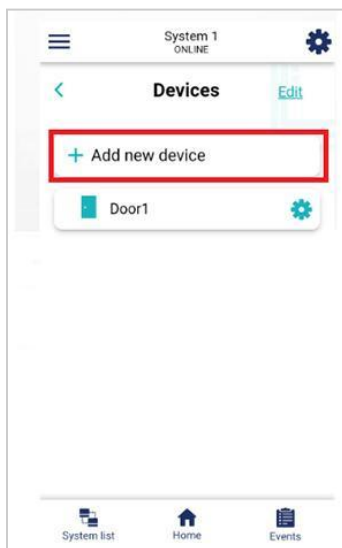 System 1
ONLINE
Devices
Edit
+ Add new device
Door1
System list
Home
Events